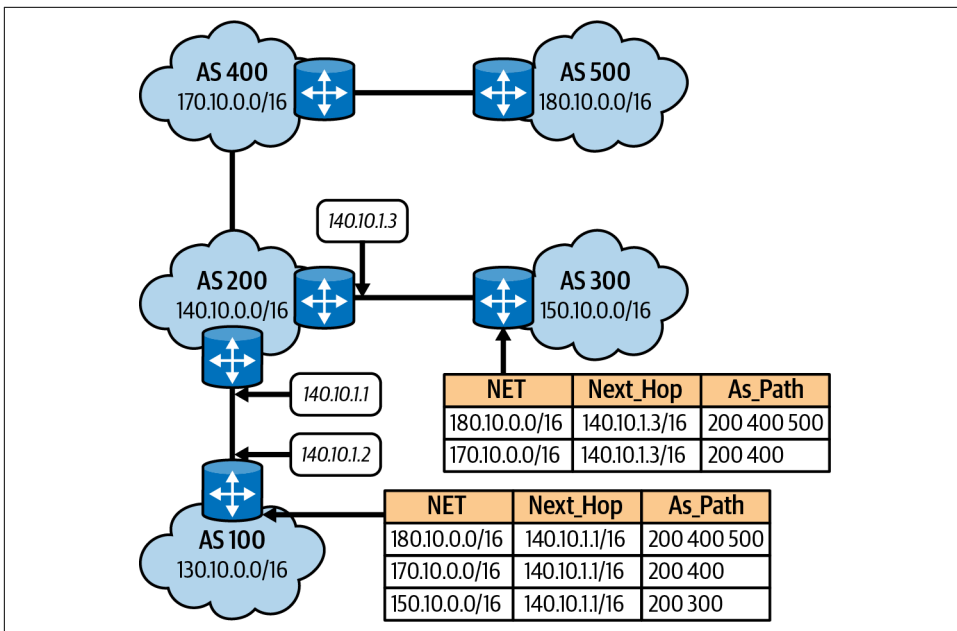 AS 400
170.10.0.0/16
AS 500
180.10.0.0/16
140.10.1.3
AS 200
140.10.0.0/16
AS 300
150.10.0.0/16
140.10.1.1
140.10.1.2
NET Next_Hop As_Path
180.10.0.0/16 140.10.1.3/16 200 400 500
170.10.0.0/16 140.10.1.3/16 200 400
AS 100
130.10.0.0/16
NET Next_Hop As_Path
180.10.0.0/16 140.10.1.1/16 200 400 500
170.10.0.0/16 140.10.1.1/16 200 400
150.10.0.0/16 140.10.1.1/16 200 300